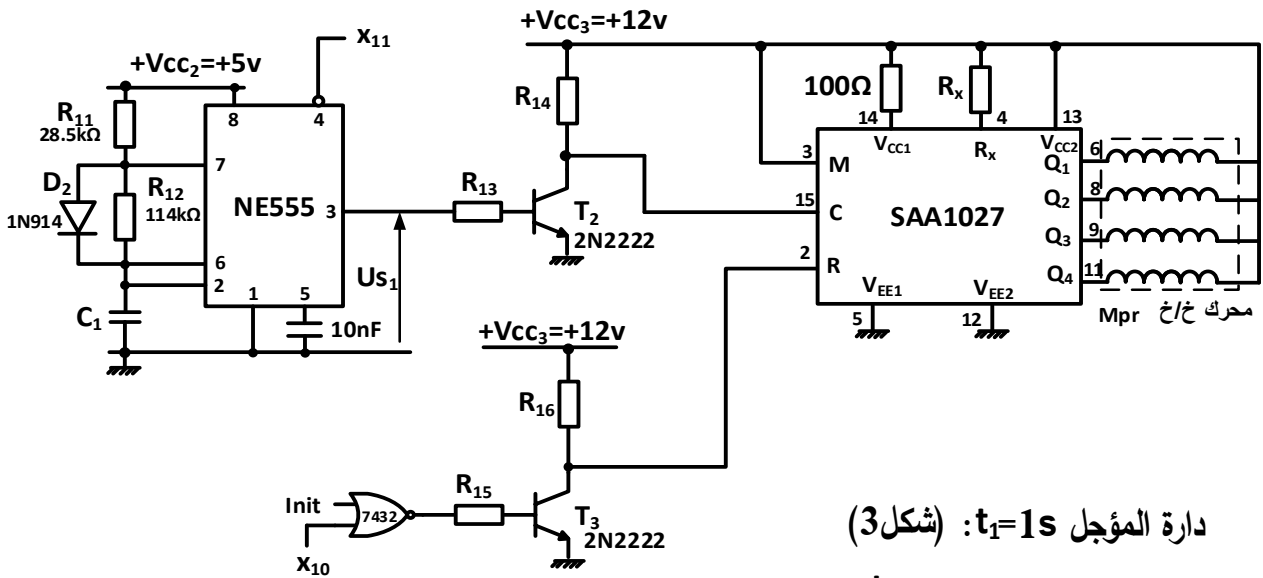 x₁₁
+Vcc₃=+12v
+Vcc₂=+5v
R₁₁
28.5kΩ
8
4
R₁₄
100Ω
Rₓ
14
4
13
V_CC1
Rₓ
V_CC2
3
M
6
Q₁
7
D₂
1N914
R₁₂
114kΩ
NE555
3
R₁₃
T₂
2N2222
15
C
SAA1027
8
Q₂
9
Q₃
6
2
Us₁
2
R
11
Q₄
V_EE1
V_EE2
C₁
1
5
10nF
5
12
Mpr
محرك خ/خ
+Vcc₃=+12v
R₁₆
Init
7432
R₁₅
x₁₀
T₃
2N2222
دارة المؤجل t₁=1s: (شكل3)